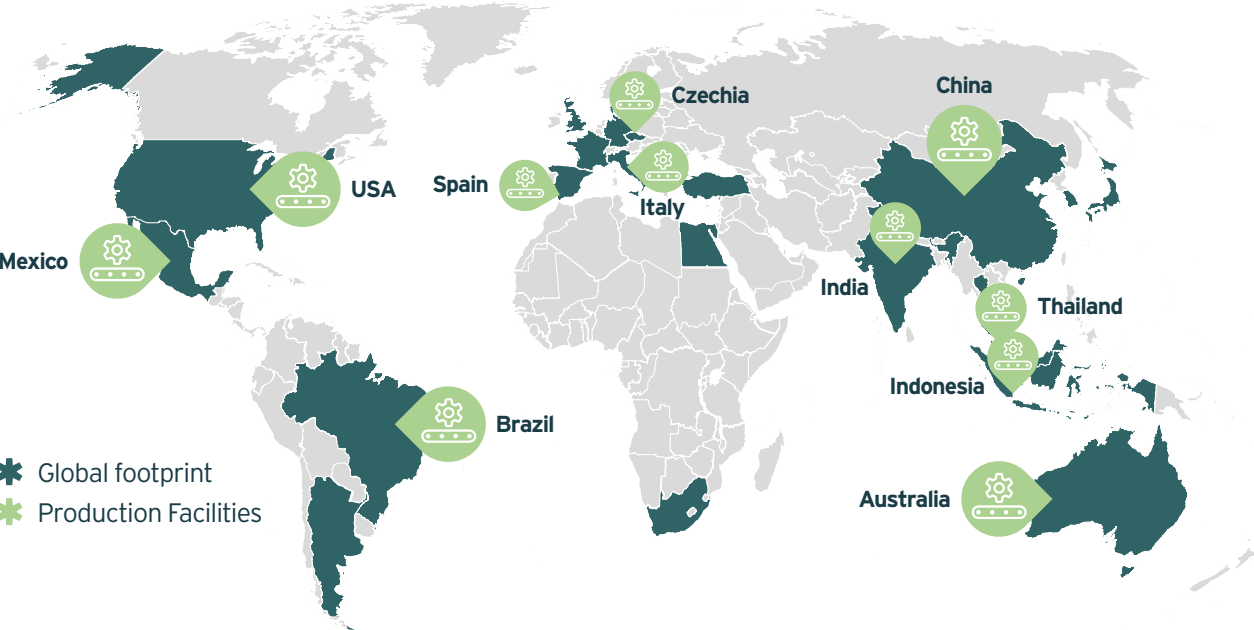 China
Czechia
Spain
USA
Italy
Mexico
India
Thailand
Indonesia
Brazil
Global footprint
Australia
Production Facilities